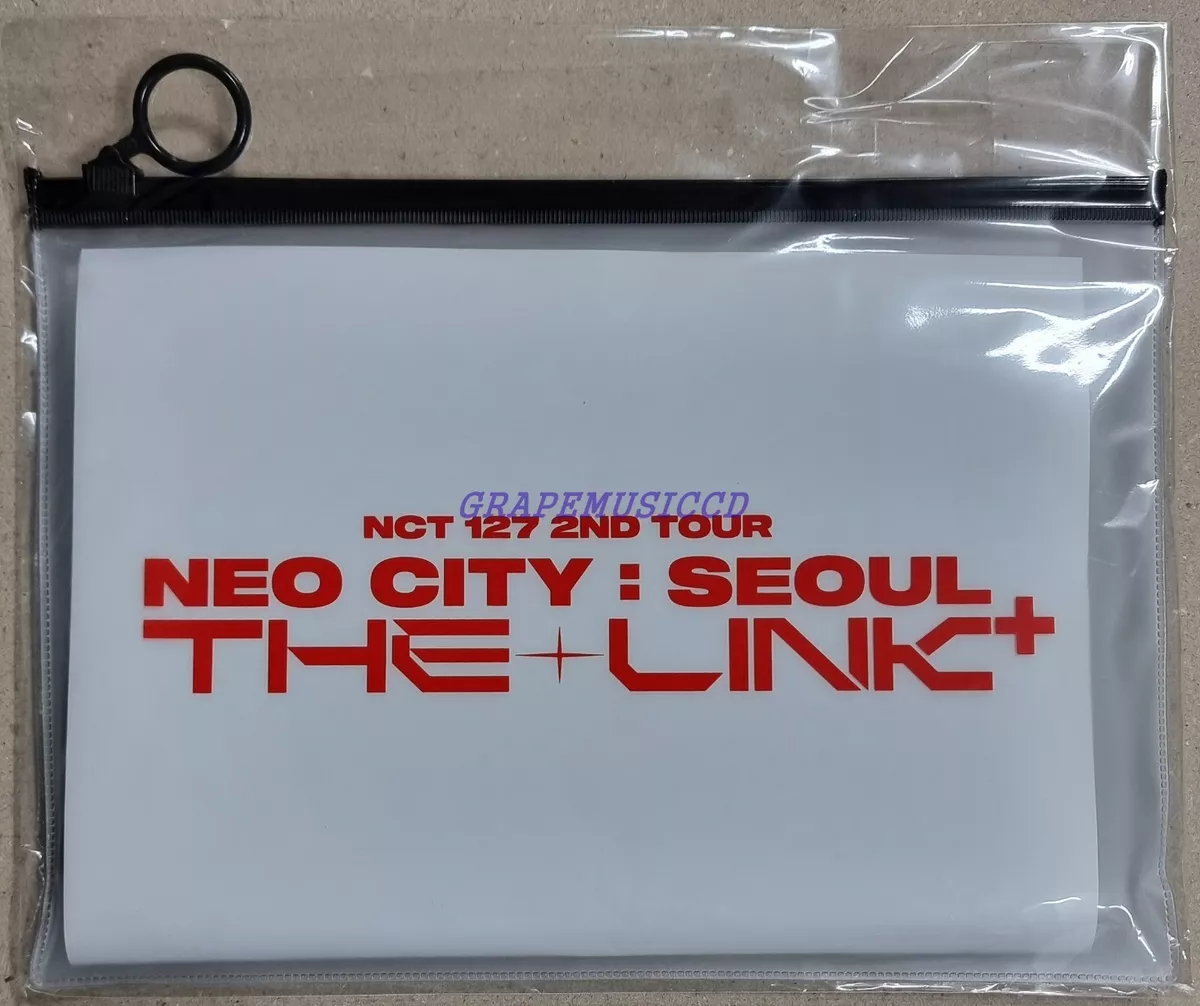 GRAPEMUSICCD
NCT 127 2ND TOUR
NEO CITY : SEOUL
THE LINK+